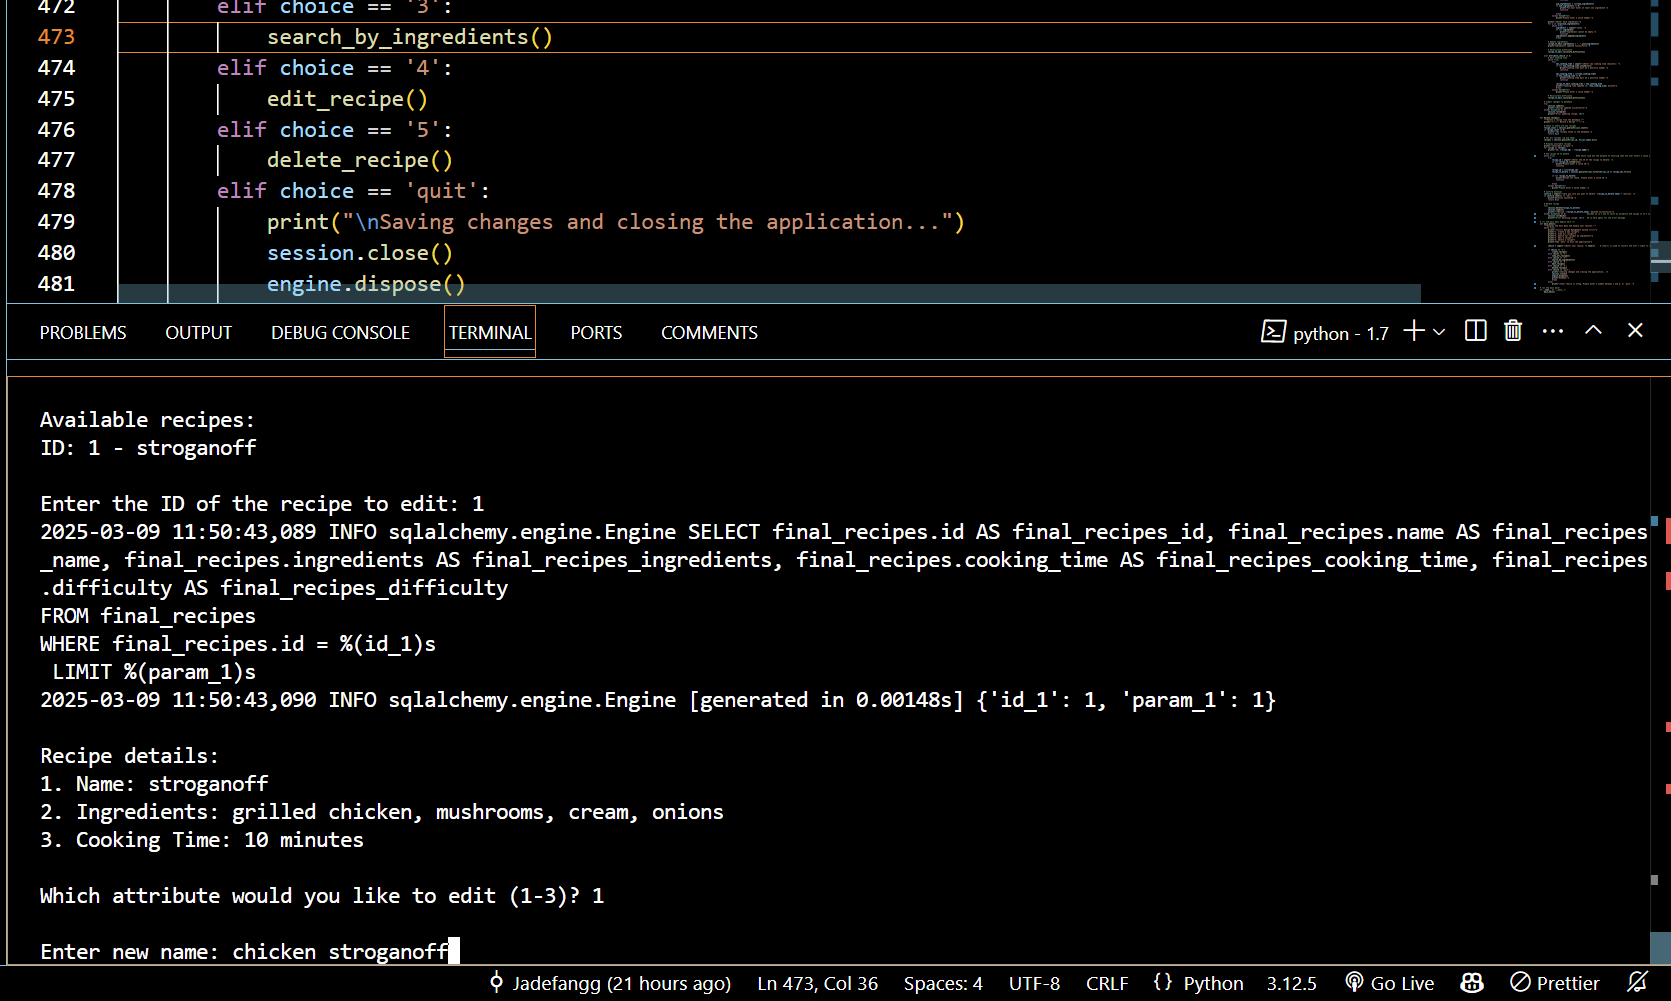 472 elif choice == '3':
473 search_by_ingredients()
474 elif choice == '4':
475 edit_recipe()
476 elif choice == '5':
477 delete_recipe()
478 elif choice == 'quit':
479 print("\nSaving changes and closing the application...")
480 session.close()
481 engine.dispose()
PROBLEMS OUTPUT DEBUG CONSOLE TERMINAL PORTS COMMENTS python - 1.7
Available recipes:
ID: 1 - stroganoff
Enter the ID of the recipe to edit: 1
2025-03-09 11:50:43,089 INFO sqlalchemy.engine.Engine SELECT final_recipes.id AS final_recipes_id, final_recipes.name AS final_recipes
_name, final_recipes.ingredients AS final_recipes_ingredients, final_recipes.cooking_time AS final_recipes_cooking_time, final_recipes
.difficulty AS final_recipes_difficulty
FROM final_recipes
WHERE final_recipes.id = %(id_1)s
LIMIT %(param_1)s
2025-03-09 11:50:43,090 INFO sqlalchemy.engine.Engine [generated in 0.00148s] {'id_1': 1, 'param_1': 1}
Recipe details:
1. Name: stroganoff
2. Ingredients: grilled chicken, mushrooms, cream, onions
3. Cooking Time: 10 minutes
Which attribute would you like to edit (1-3)? 1
Enter new name: chicken stroganoff
Jadefangg (21 hours ago) Ln 473, Col 36 Spaces: 4 UTF-8 CRLF {} Python 3.12.5 Go Live Prettier